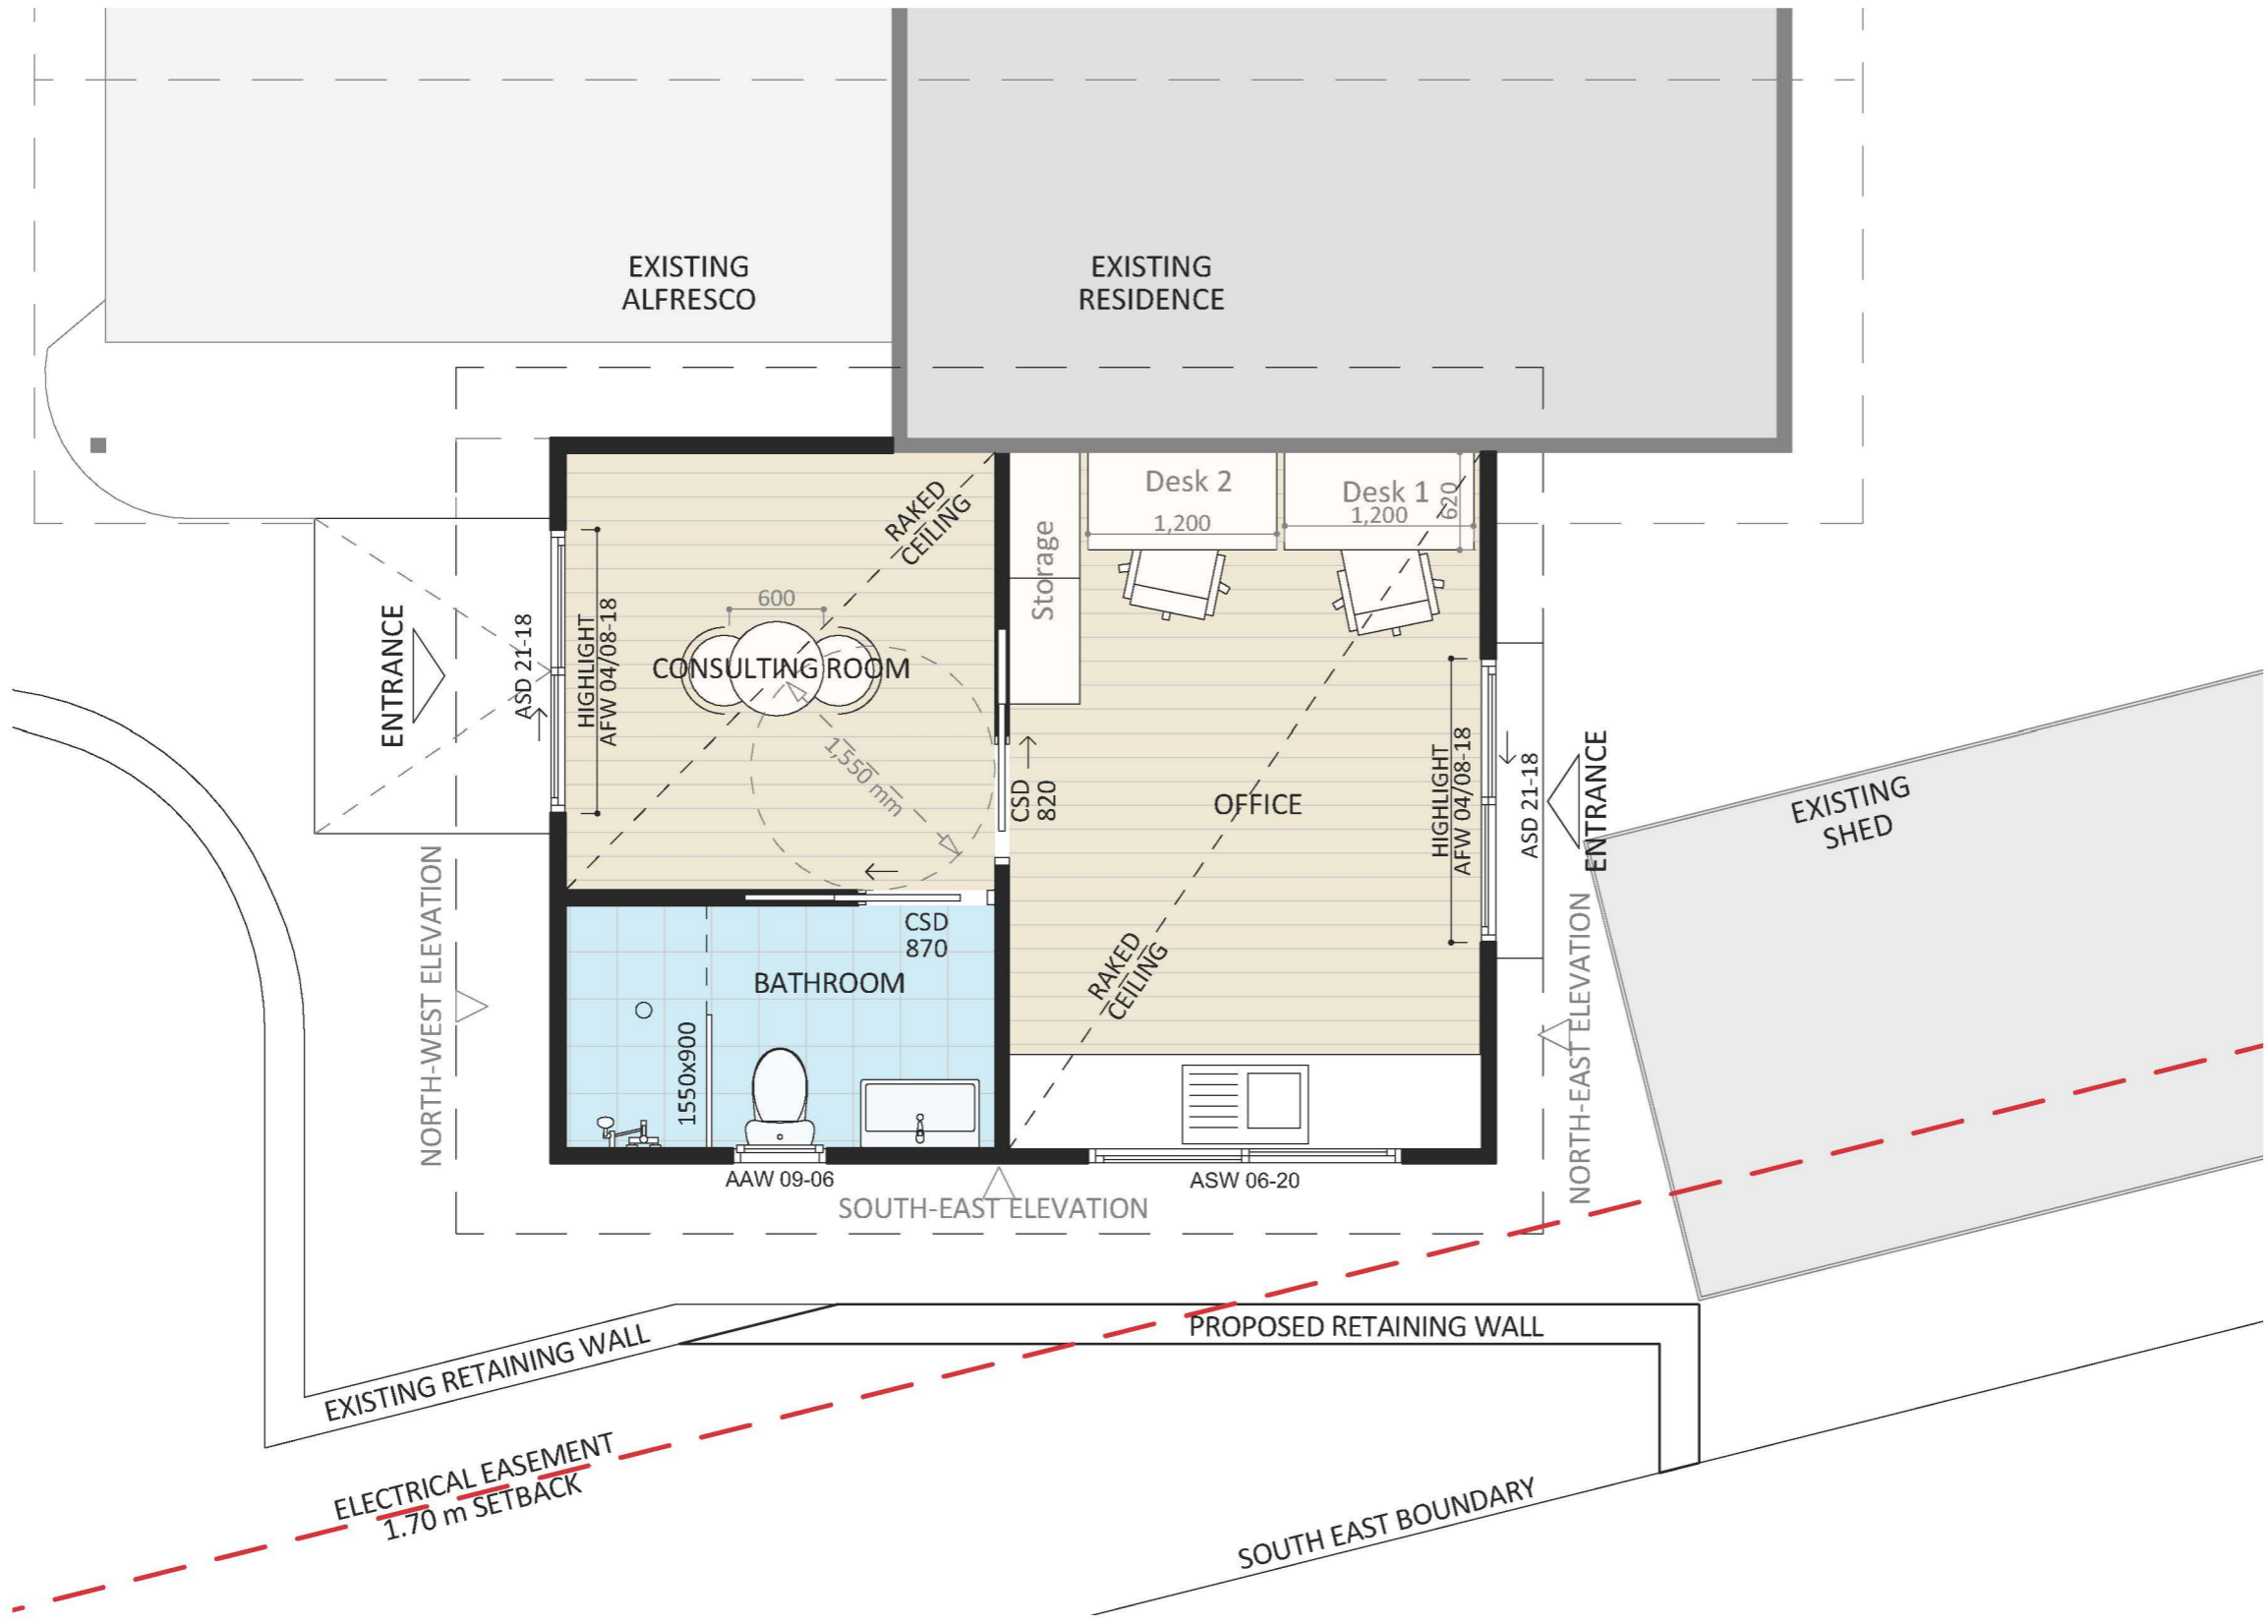 EXISTING
ALFRESCO
EXISTING
RESIDENCE
RAKED
CEILING
Storage
Desk 2
1,200
Desk 1
1,200
620
ENTRANCE
ASD 21-18
HIGHLIGHT
AFW 04/08-18
600
CONSULTING ROOM
1,550 mm
CSD
820
OFFICE
HIGHLIGHT
AFW 04/08-18
ASD 21-18
ENTRANCE
EXISTING
SHED
NORTH-WEST ELEVATION
CSD
870
BATHROOM
1550x900
RAKED
CEILING
NORTH-EAST ELEVATION
AAW 09-06
ASW 06-20
SOUTH-EAST ELEVATION
EXISTING RETAINING WALL
PROPOSED RETAINING WALL
ELECTRICAL EASEMENT
1.70 m SETBACK
SOUTH EAST BOUNDARY